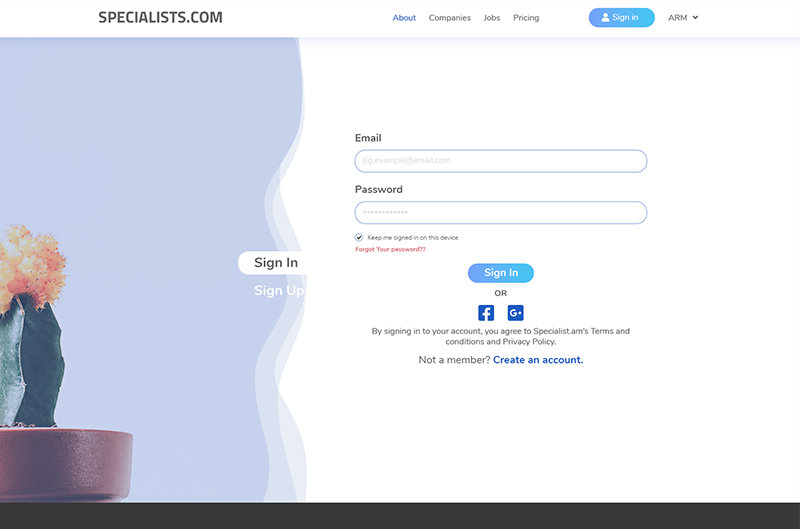 SPECIALISTS.COM
About Companies Jobs Pricing
Sign in
ARM
Email
Eg.example@email.com
Password
************
Keep me signed in on this device
Forgot Your password??
Sign In
Sign Up
Sign In
OR
By signing in to your account, you agree to Specialist.am's Terms and
conditions and Privacy Policy.
Not a member? Create an account.